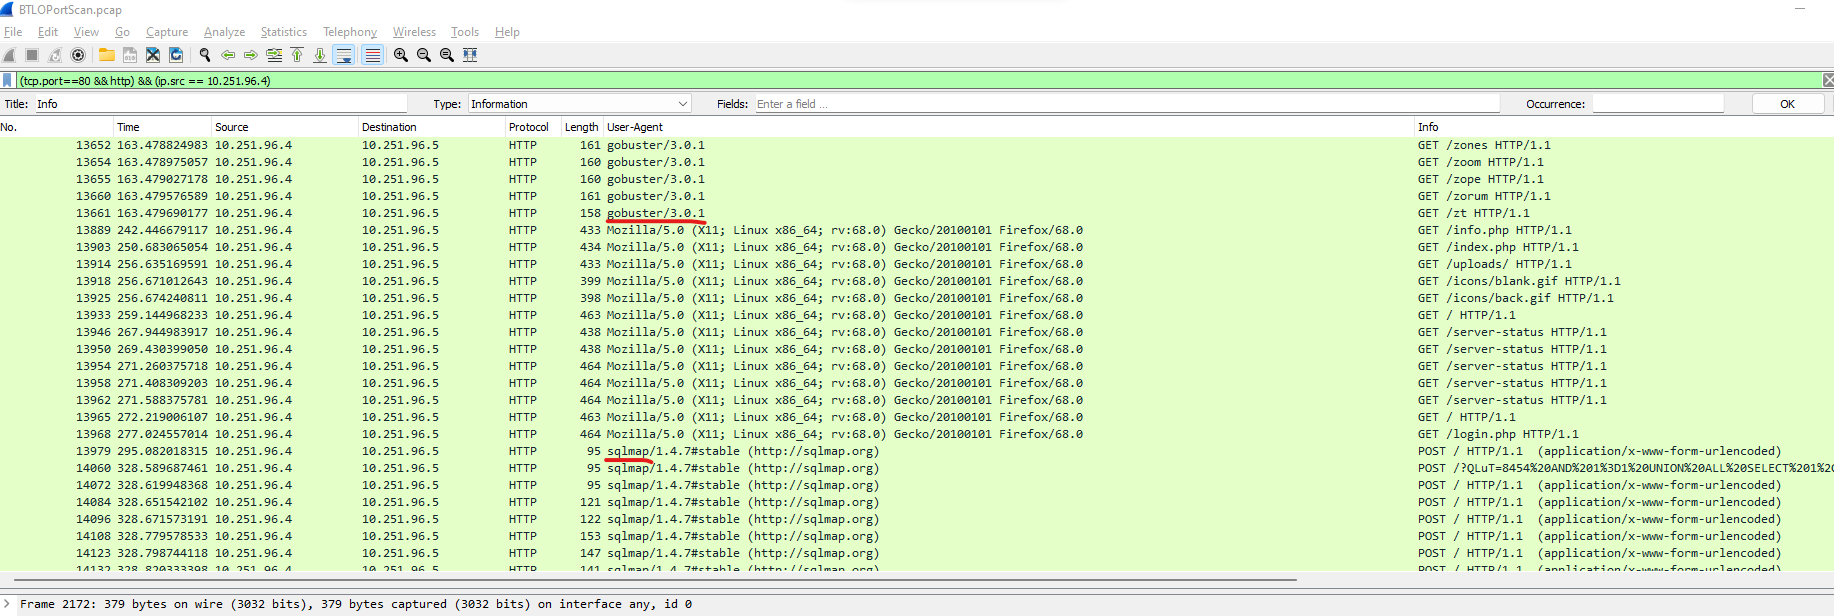 BTLOPortScan.pcap
File Edit View Go Capture Analyze Statistics Telephony Wireless Tools Help
(tcp.port==80 && http) && (ip.src == 10.251.96.4)
Title: Info Type: Information Fields: Enter a field … Occurrence: OK
No. Time Source Destination Protocol Length User-Agent Info
13652 163.478824983 10.251.96.4 10.251.96.5 HTTP 161 gobuster/3.0.1 GET /zones HTTP/1.1
13654 163.478975057 10.251.96.4 10.251.96.5 HTTP 160 gobuster/3.0.1 GET /zoom HTTP/1.1
13655 163.479027178 10.251.96.4 10.251.96.5 HTTP 160 gobuster/3.0.1 GET /zope HTTP/1.1
13660 163.479576589 10.251.96.4 10.251.96.5 HTTP 161 gobuster/3.0.1 GET /zorum HTTP/1.1
13661 163.479690177 10.251.96.4 10.251.96.5 HTTP 158 gobuster/3.0.1 GET /zt HTTP/1.1
13889 242.446679117 10.251.96.4 10.251.96.5 HTTP 433 Mozilla/5.0 (X11; Linux x86_64; rv:68.0) Gecko/20100101 Firefox/68.0 GET /info.php HTTP/1.1
13903 250.683065054 10.251.96.4 10.251.96.5 HTTP 434 Mozilla/5.0 (X11; Linux x86_64; rv:68.0) Gecko/20100101 Firefox/68.0 GET /index.php HTTP/1.1
13914 256.635169591 10.251.96.4 10.251.96.5 HTTP 433 Mozilla/5.0 (X11; Linux x86_64; rv:68.0) Gecko/20100101 Firefox/68.0 GET /uploads/ HTTP/1.1
13918 256.671012643 10.251.96.4 10.251.96.5 HTTP 399 Mozilla/5.0 (X11; Linux x86_64; rv:68.0) Gecko/20100101 Firefox/68.0 GET /icons/blank.gif HTTP/1.1
13925 256.674240811 10.251.96.4 10.251.96.5 HTTP 398 Mozilla/5.0 (X11; Linux x86_64; rv:68.0) Gecko/20100101 Firefox/68.0 GET /icons/back.gif HTTP/1.1
13933 259.144968233 10.251.96.4 10.251.96.5 HTTP 463 Mozilla/5.0 (X11; Linux x86_64; rv:68.0) Gecko/20100101 Firefox/68.0 GET / HTTP/1.1
13946 267.944983917 10.251.96.4 10.251.96.5 HTTP 438 Mozilla/5.0 (X11; Linux x86_64; rv:68.0) Gecko/20100101 Firefox/68.0 GET /server-status HTTP/1.1
13950 269.430399050 10.251.96.4 10.251.96.5 HTTP 438 Mozilla/5.0 (X11; Linux x86_64; rv:68.0) Gecko/20100101 Firefox/68.0 GET /server-status HTTP/1.1
13954 271.260375718 10.251.96.4 10.251.96.5 HTTP 464 Mozilla/5.0 (X11; Linux x86_64; rv:68.0) Gecko/20100101 Firefox/68.0 GET /server-status HTTP/1.1
13958 271.408309203 10.251.96.4 10.251.96.5 HTTP 464 Mozilla/5.0 (X11; Linux x86_64; rv:68.0) Gecko/20100101 Firefox/68.0 GET /server-status HTTP/1.1
13962 271.588375781 10.251.96.4 10.251.96.5 HTTP 464 Mozilla/5.0 (X11; Linux x86_64; rv:68.0) Gecko/20100101 Firefox/68.0 GET /server-status HTTP/1.1
13965 272.219006107 10.251.96.4 10.251.96.5 HTTP 463 Mozilla/5.0 (X11; Linux x86_64; rv:68.0) Gecko/20100101 Firefox/68.0 GET / HTTP/1.1
13968 277.024557014 10.251.96.4 10.251.96.5 HTTP 464 Mozilla/5.0 (X11; Linux x86_64; rv:68.0) Gecko/20100101 Firefox/68.0 GET /login.php HTTP/1.1
13979 295.082018315 10.251.96.4 10.251.96.5 HTTP 95 sqlmap/1.4.7#stable (http://sqlmap.org) POST / HTTP/1.1 (application/x-www-form-urlencoded)
14060 328.589687461 10.251.96.4 10.251.96.5 HTTP 95 sqlmap/1.4.7#stable (http://sqlmap.org) POST /?QLuT=8454%20AND%201%3D1%20UNION%20ALL%20SELECT%201%2C
14072 328.619948368 10.251.96.4 10.251.96.5 HTTP 95 sqlmap/1.4.7#stable (http://sqlmap.org) POST / HTTP/1.1 (application/x-www-form-urlencoded)
14084 328.651542102 10.251.96.4 10.251.96.5 HTTP 121 sqlmap/1.4.7#stable (http://sqlmap.org) POST / HTTP/1.1 (application/x-www-form-urlencoded)
14096 328.671573191 10.251.96.4 10.251.96.5 HTTP 122 sqlmap/1.4.7#stable (http://sqlmap.org) POST / HTTP/1.1 (application/x-www-form-urlencoded)
14108 328.779578533 10.251.96.4 10.251.96.5 HTTP 153 sqlmap/1.4.7#stable (http://sqlmap.org) POST / HTTP/1.1 (application/x-www-form-urlencoded)
14123 328.798744118 10.251.96.4 10.251.96.5 HTTP 147 sqlmap/1.4.7#stable (http://sqlmap.org) POST / HTTP/1.1 (application/x-www-form-urlencoded)
14132 328.820333398 10.251.96.4 10.251.96.5 HTTP 141 sqlmap/1.4.7#stable (http://sqlmap.org) POST / HTTP/1.1 (application/x-www-form-urlencoded)
Frame 2172: 379 bytes on wire (3032 bits), 379 bytes captured (3032 bits) on interface any, id 0